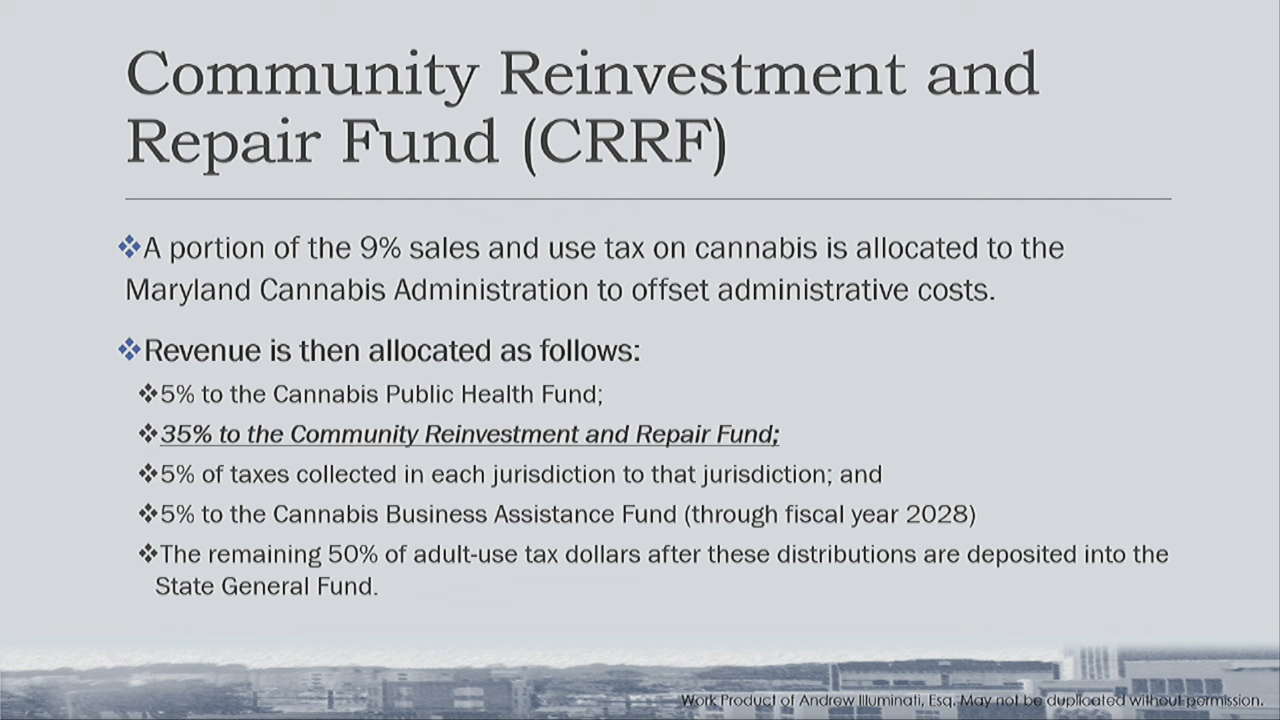 Community Reinvestment and
Repair Fund (CRRF)
❖A portion of the 9% sales and use tax on cannabis is allocated to the
Maryland Cannabis Administration to offset administrative costs.
❖Revenue is then allocated as follows:
❖5% to the Cannabis Public Health Fund;
❖35% to the Community Reinvestment and Repair Fund;
❖5% of taxes collected in each jurisdiction to that jurisdiction; and
❖5% to the Cannabis Business Assistance Fund (through fiscal year 2028)
❖The remaining 50% of adult-use tax dollars after these distributions are deposited into the
State General Fund.
Work Product of Andrew Illuminati, Esq. May not be duplicated without permission.